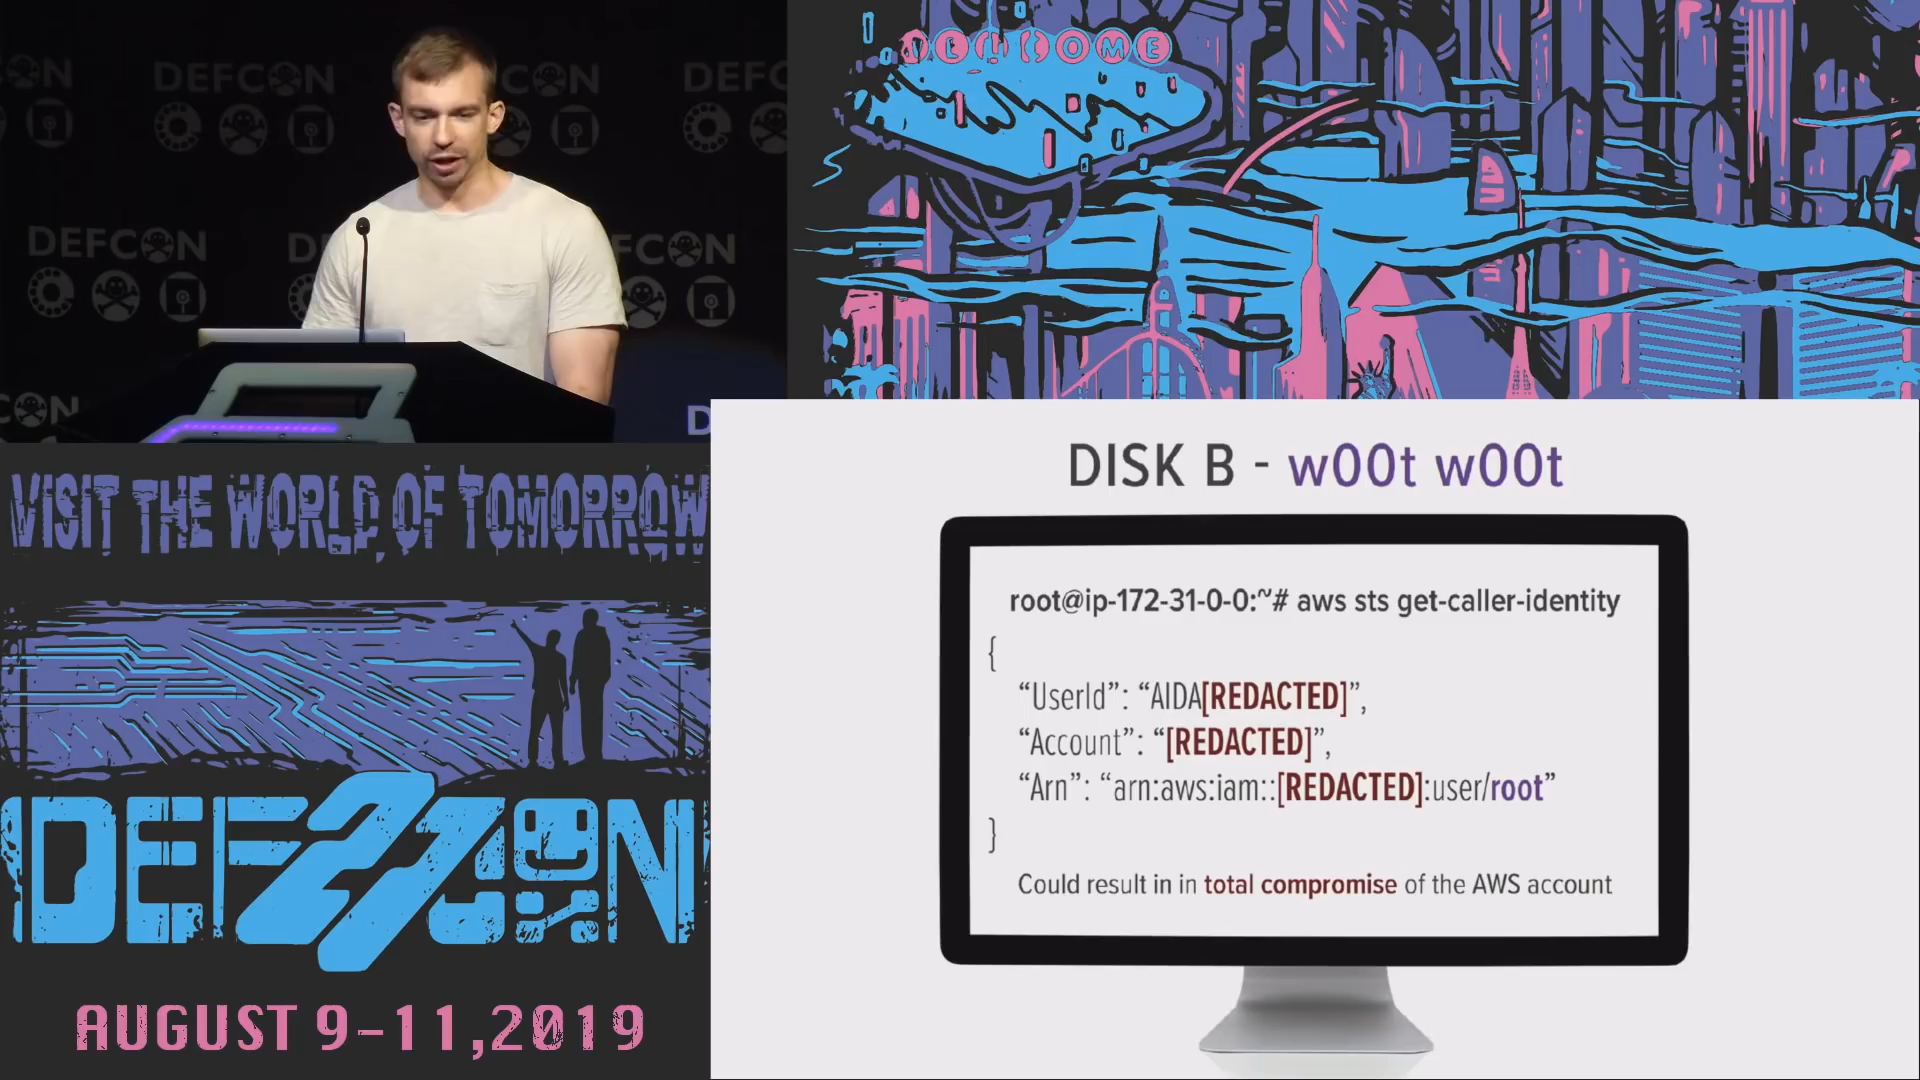 DEFCON
DEFCON
DEFCON
WELCOME
VISIT THE WORLD OF TOMORROW
DEF CON
27
AUGUST 9-11,2019
DISK B - w00t w00t
root@ip-172-31-0-0:~# aws sts get-caller-identity
{
“UserId”: “AIDA[REDACTED]”,
“Account”: “[REDACTED]”,
“Arn”: “arn:aws:iam::[REDACTED]:user/root”
}
Could result in in total compromise of the AWS account